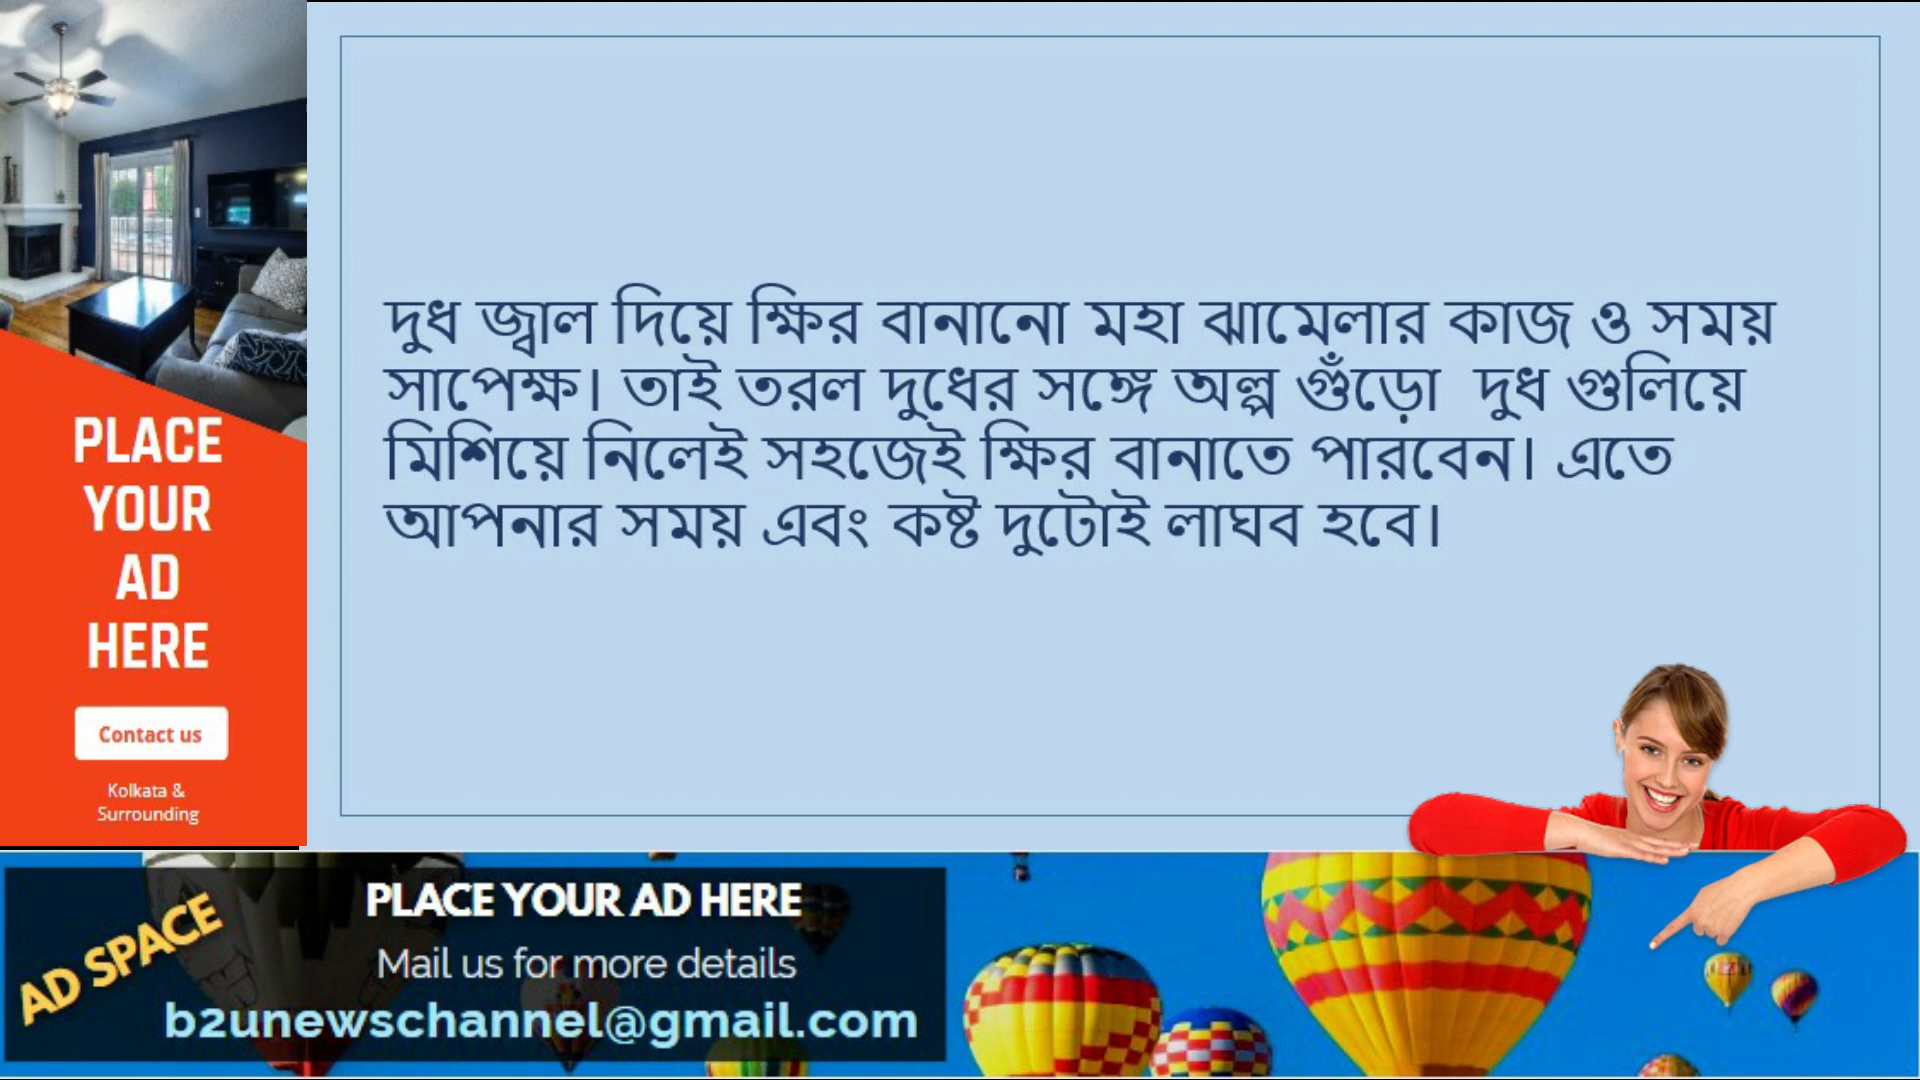 দুধ জ্বাল দিয়ে ক্ষির বানানো মহা ঝামেলার কাজ ও সময়
সাপেক্ষ। তাই তরল দুধের সঙ্গে অল্প গুঁড়ো দুধ গুলিয়ে
মিশিয়ে নিলেই সহজেই ক্ষির বানাতে পারবেন। এতে
আপনার সময় এবং কষ্ট দুটোই লাঘব হবে।
PLACE
YOUR
AD
HERE
Contact us
Kolkata &
Surrounding
AD SPACE
PLACE YOUR AD HERE
Mail us for more details
b2unewschannel@gmail.com